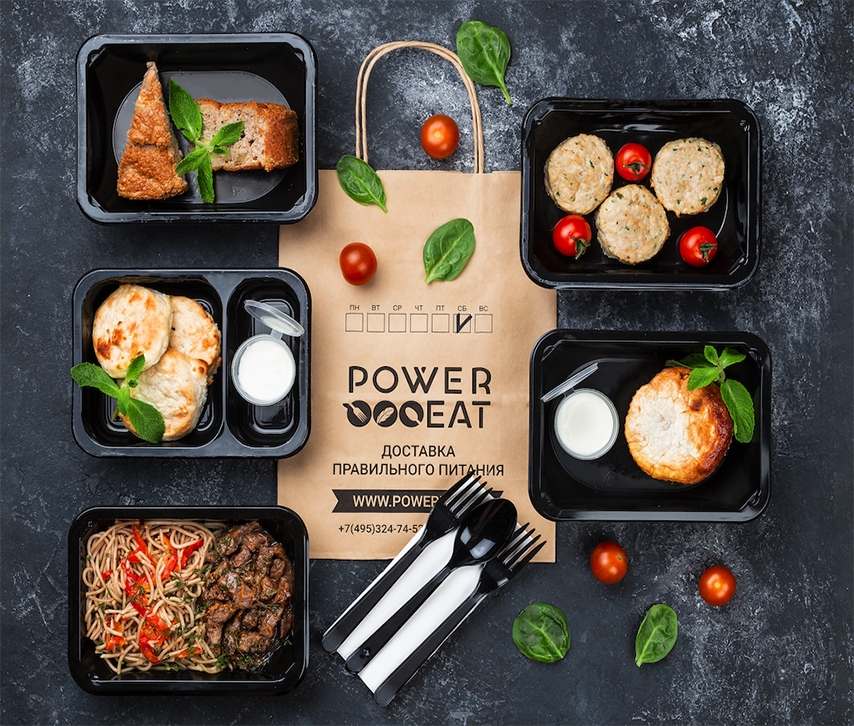 ПН ВТ СР ЧТ ПТ СБ ВС
POWER
EAT
ДОСТАВКА
ПРАВИЛЬНОГО ПИТАНИЯ